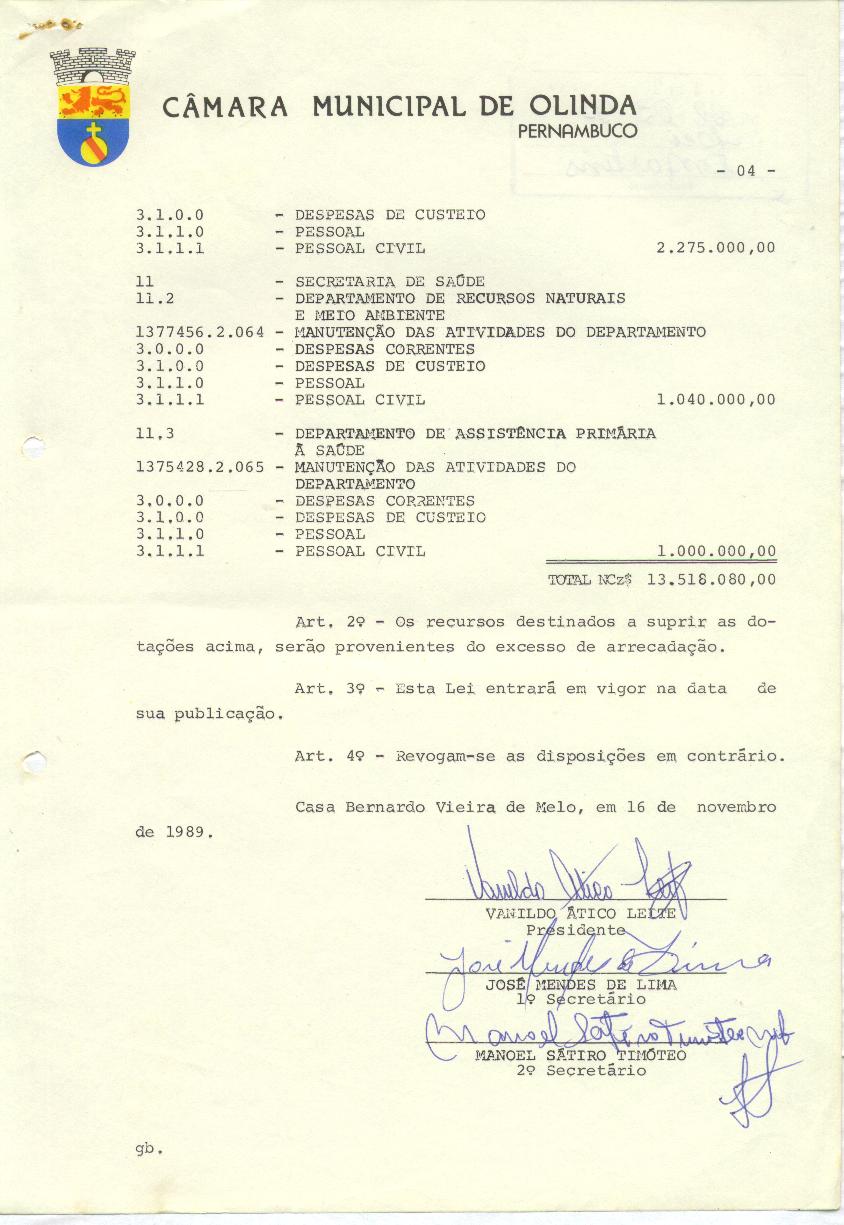 CÂMARA MUNICIPAL DE OLINDA
PERNAMBUCO
- 04 -
3.1.0.0 - DESPESAS DE CUSTEIO
3.1.1.0 - PESSOAL
3.1.1.1 - PESSOAL CIVIL 2.275.000,00
11 - SECRETARIA DE SAÚDE
11.2 - DEPARTAMENTO DE RECURSOS NATURAIS
E MEIO AMBIENTE
1377456.2.064 - MANUTENÇÃO DAS ATIVIDADES DO DEPARTAMENTO
3.0.0.0 - DESPESAS CORRENTES
3.1.0.0 - DESPESAS DE CUSTEIO
3.1.1.0 - PESSOAL
3.1.1.1 - PESSOAL CIVIL 1.040.000,00
11.3 - DEPARTAMENTO DE ASSISTÊNCIA PRIMÁRIA
À SAÚDE
1375428.2.065 - MANUTENÇÃO DAS ATIVIDADES DO
DEPARTAMENTO
3.0.0.0 - DESPESAS CORRENTES
3.1.0.0 - DESPESAS DE CUSTEIO
3.1.1.0 - PESSOAL
3.1.1.1 - PESSOAL CIVIL 1.000.000,00
TOTAL NCz$ 13.518.080,00
Art. 2º - Os recursos destinados a suprir as do-
tações acima, serão provenientes do excesso de arrecadação.
Art. 3º - Esta Lei entrará em vigor na data de
sua publicação.
Art. 4º - Revogam-se as disposições em contrário.
Casa Bernardo Vieira de Melo, em 16 de novembro
de 1989.
Vanildo Ático Leite
VANILDO ÁTICO LEITE
Presidente
José Mendes de Lima
JOSÉ MENDES DE LIMA
1º Secretário
Manoel Sátiro Timóteo
MANOEL SÁTIRO TIMÓTEO
2º Secretário
gb.